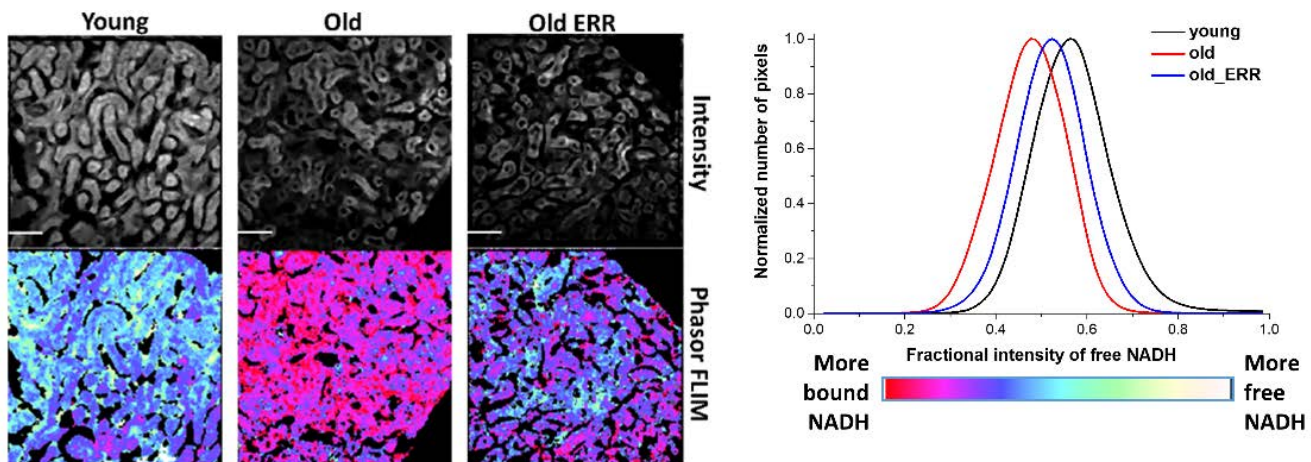 Young
Old
Old ERR
Intensity
Phasor FLIM
young
old
old_ERR
Normalized number of pixels
1.0
0.8
0.6
0.4
0.2
0.0
0.0
0.2
0.4
0.6
0.8
1.0
Fractional intensity of free NADH
More
bound
NADH
More
free
NADH